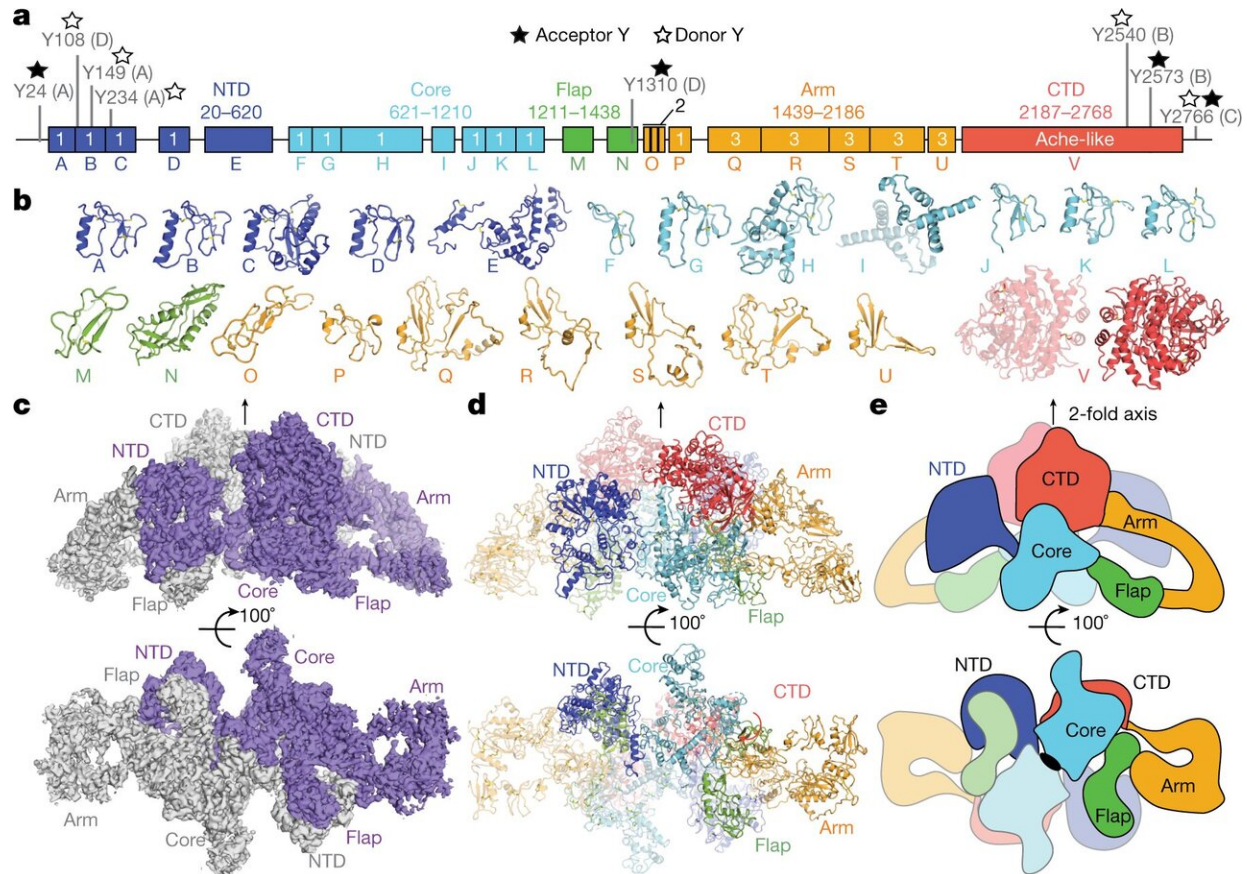 a
Y108 (D)
★ Acceptor Y ☆ Donor Y
Y2540 (B)
Y149 (A)
Y24 (A)
Y234 (A)
NTD
20–620
Core
621–1210
Flap
1211–1438
Y1310 (D)
2
Arm
1439–2186
CTD
2187–2768
Y2573 (B)
Y2766 (C)
1 1 1 1 1 1 1 1 1 1 1 1 3 3 3 3 3 Ache-like
A B C D E F G H I J K L M N O P Q R S T U V
b
A B C D E F G H I J K L
M N O P Q R S T U V
c
CTD CTD
NTD NTD
Arm Arm
Flap Core Flap
100°
NTD Core
Flap Arm
Arm
Core Flap
NTD
d
CTD
NTD Arm
Core
Flap
100°
NTD Core
CTD
Arm
Flap
e
2-fold axis
NTD
CTD
Arm
Core
Flap
100°
NTD CTD
Core
Arm
Flap